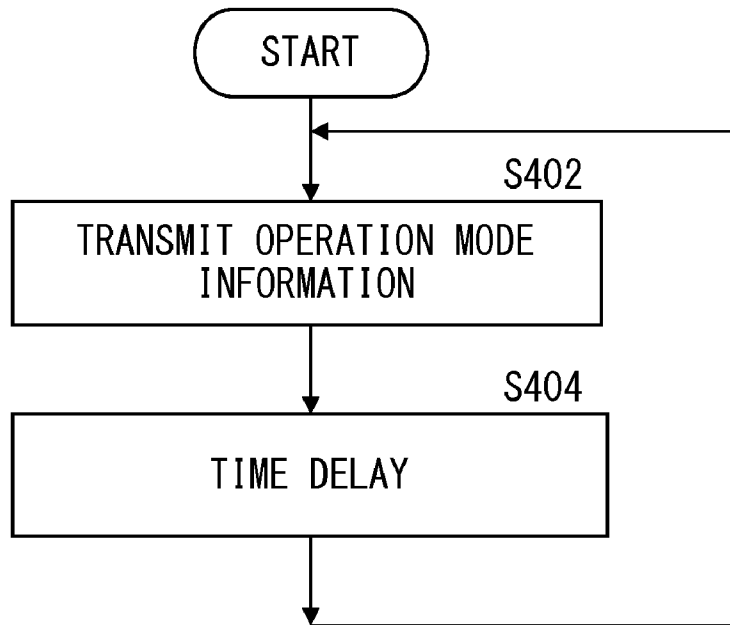 START
S402
TRANSMIT OPERATION MODE
INFORMATION
S404
TIME DELAY